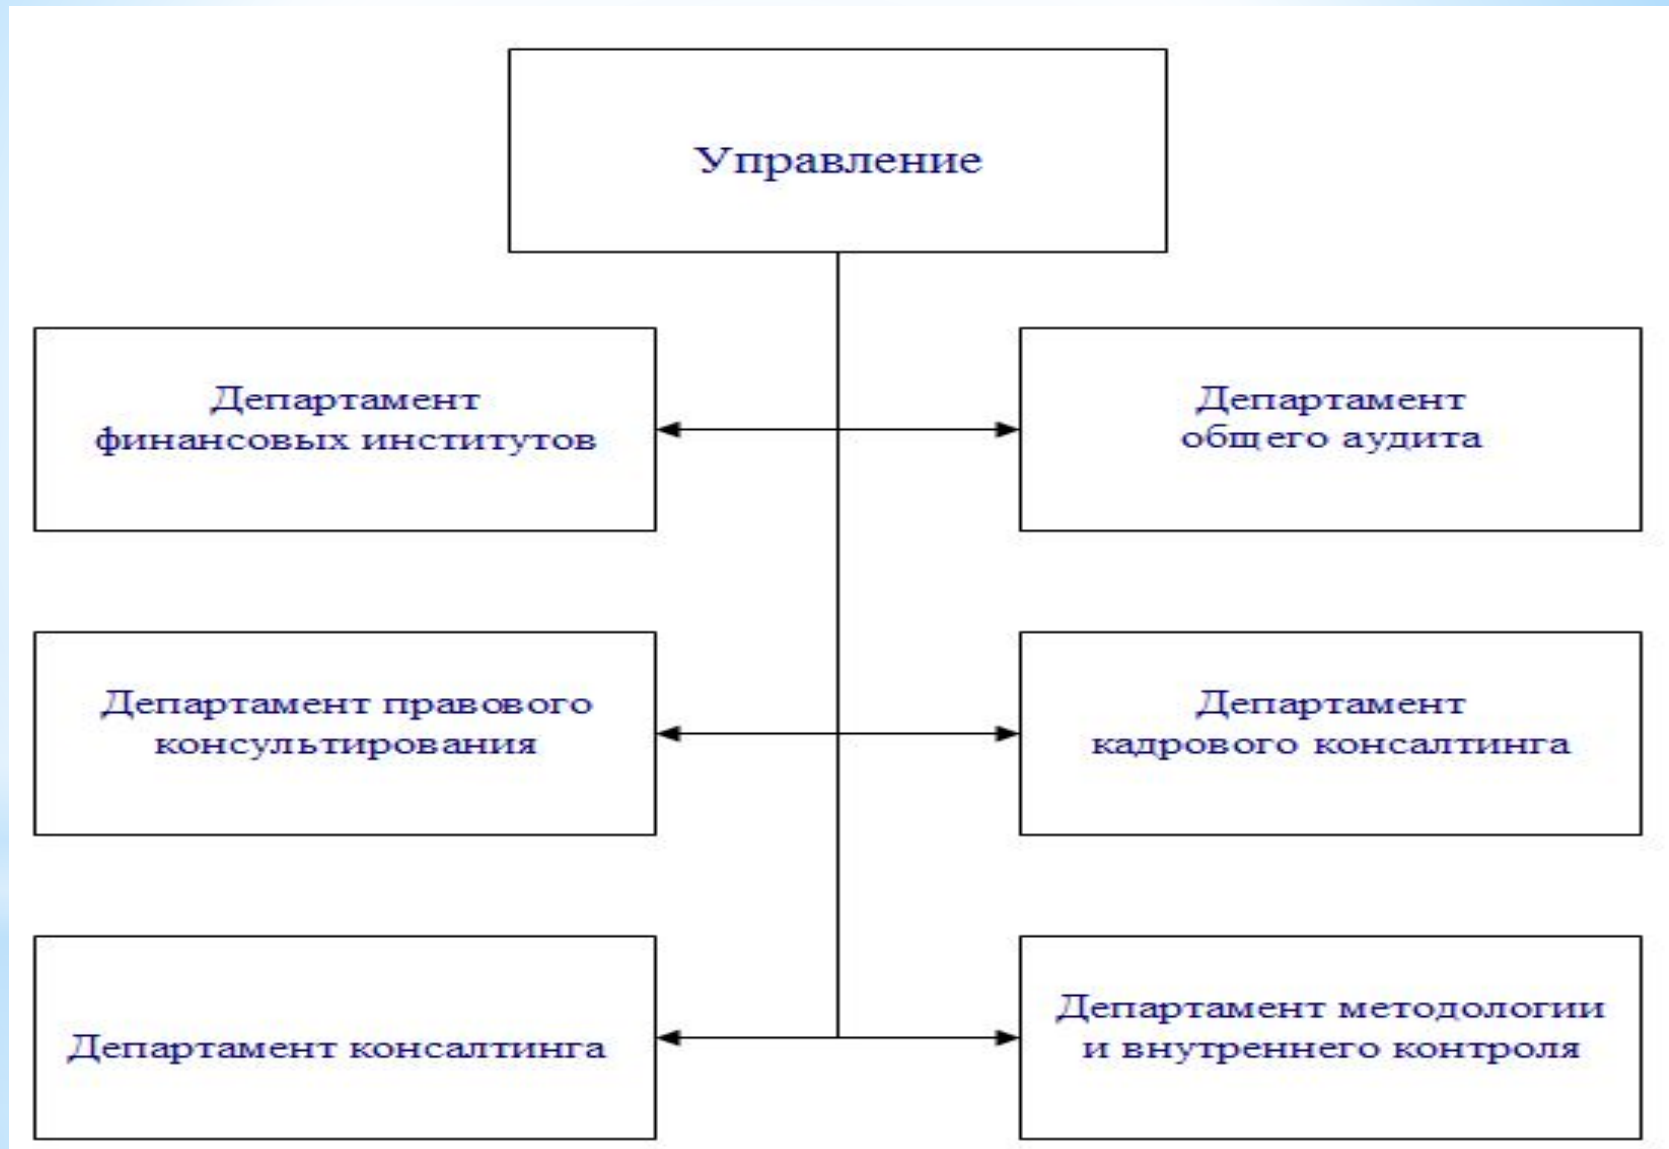 Управление
Департамент
финансовых институтов
Департамент
общего аудита
Департамент правового
консультирования
Департамент
кадрового консалтинга
Департамент консалтинга
Департамент методологии
и внутреннего контроля